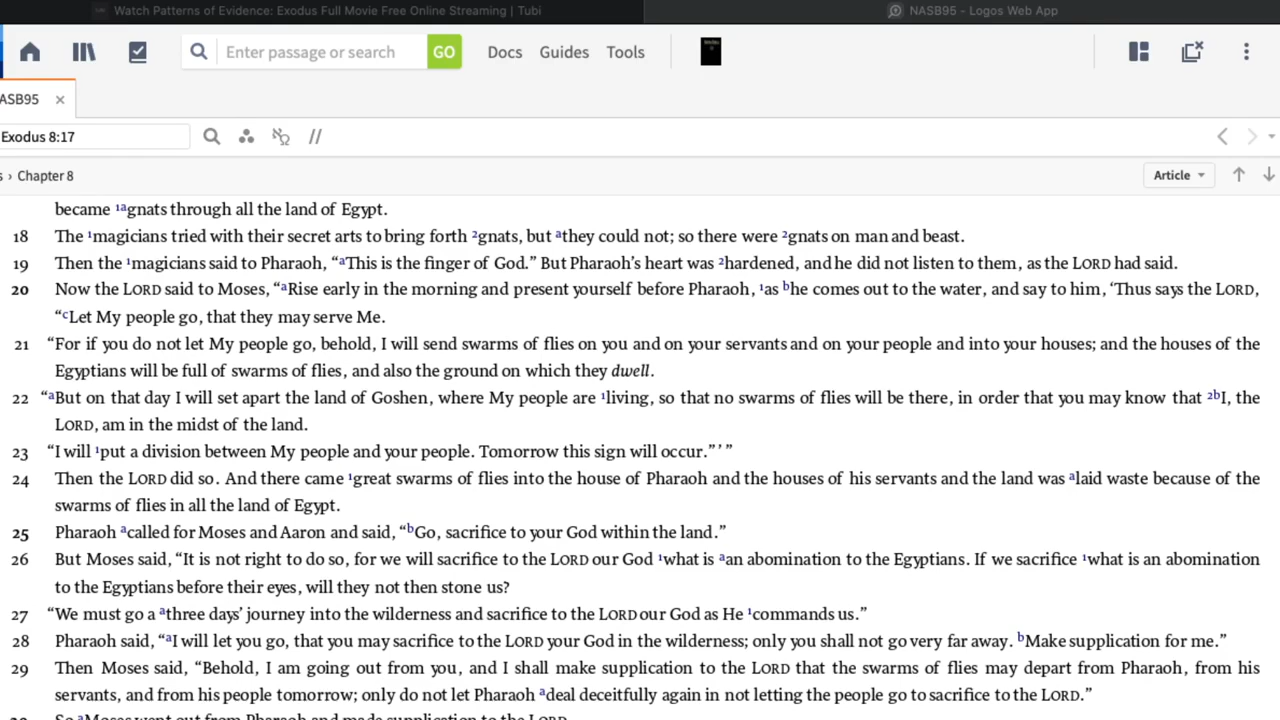 Watch Patterns of Evidence: Exodus Full Movie Free Online Streaming | Tubi
NASB95 - Logos Web App
Enter passage or search GO Docs Guides Tools
ASB95 ×
Exodus 8:17 //
s › Chapter 8 Article
became ¹ᵃgnats through all the land of Egypt.
18 The ¹magicians tried with their secret arts to bring forth ²gnats, but ᵃthey could not; so there were ²gnats on man and beast.
19 Then the ¹magicians said to Pharaoh, “ᵃThis is the finger of God.” But Pharaoh’s heart was ²hardened, and he did not listen to them, as the LORD had said.
20 Now the LORD said to Moses, “ᵃRise early in the morning and present yourself before Pharaoh, ¹as ᵇhe comes out to the water, and say to him, ‘Thus says the LORD,
“ᶜLet My people go, that they may serve Me.
21 “For if you do not let My people go, behold, I will send swarms of flies on you and on your servants and on your people and into your houses; and the houses of the
Egyptians will be full of swarms of flies, and also the ground on which they dwell.
22 “ᵃBut on that day I will set apart the land of Goshen, where My people are ¹living, so that no swarms of flies will be there, in order that you may know that ²ᵇI, the
LORD, am in the midst of the land.
23 “I will ¹put a division between My people and your people. Tomorrow this sign will occur.” ’ ”
24 Then the LORD did so. And there came ¹great swarms of flies into the house of Pharaoh and the houses of his servants and the land was ᵃlaid waste because of the
swarms of flies in all the land of Egypt.
25 Pharaoh ᵃcalled for Moses and Aaron and said, “ᵇGo, sacrifice to your God within the land.”
26 But Moses said, “It is not right to do so, for we will sacrifice to the LORD our God ¹what is ᵃan abomination to the Egyptians. If we sacrifice ¹what is an abomination
to the Egyptians before their eyes, will they not then stone us?
27 “We must go a ᵃthree days’ journey into the wilderness and sacrifice to the LORD our God as He ¹commands us.”
28 Pharaoh said, “ᵃI will let you go, that you may sacrifice to the LORD your God in the wilderness; only you shall not go very far away. ᵇMake supplication for me.”
29 Then Moses said, “Behold, I am going out from you, and I shall make supplication to the LORD that the swarms of flies may depart from Pharaoh, from his
servants, and from his people tomorrow; only do not let Pharaoh ᵃdeal deceitfully again in not letting the people go to sacrifice to the LORD.”
So ᵃMoses went out from Pharaoh and made supplication to the LORD.